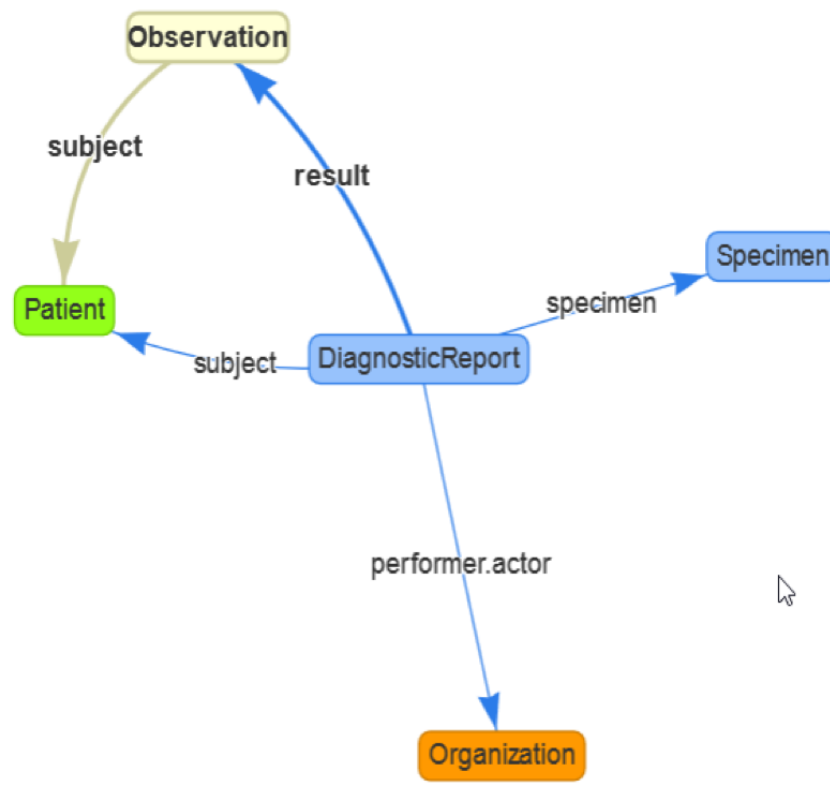 Observation
subject
result
Specimen
specimen
Patient
DiagnosticReport
subject
performer.actor
Organization